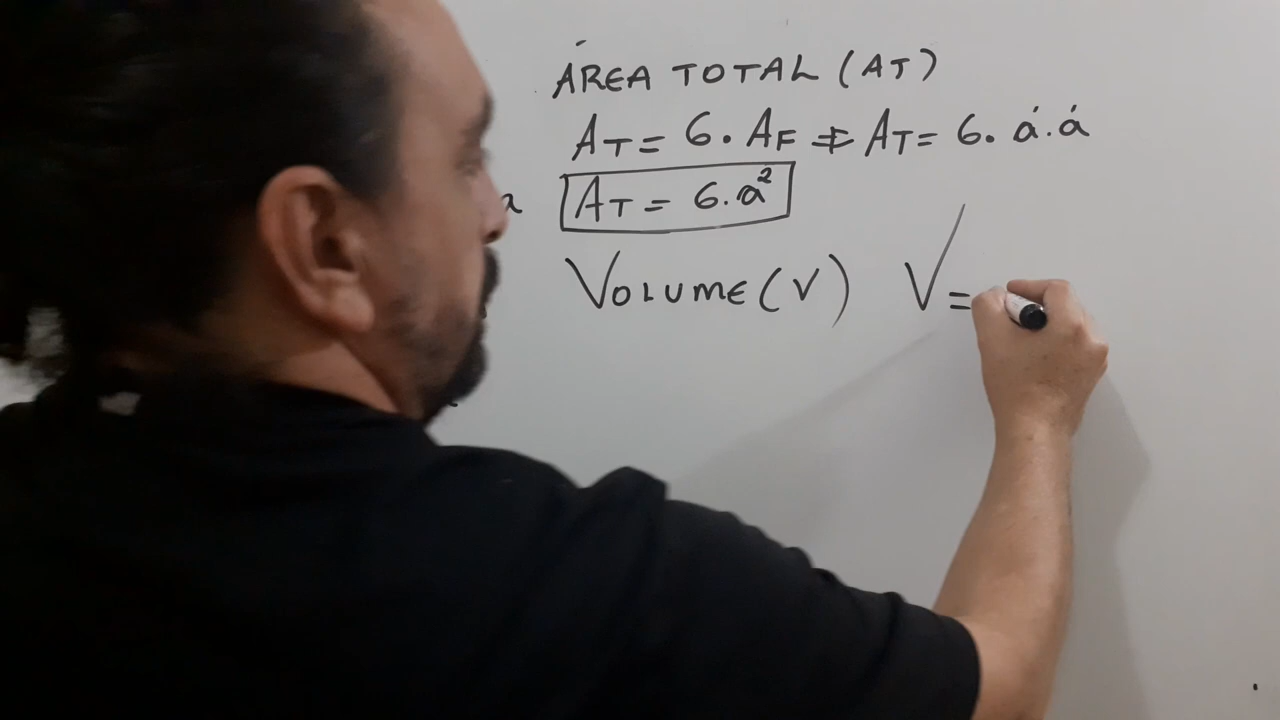 ÁREA TOTAL (AT)
AT = 6. AF ⇒ AT = 6. á.á
a AT = 6.a²
VOLUME (V) V=